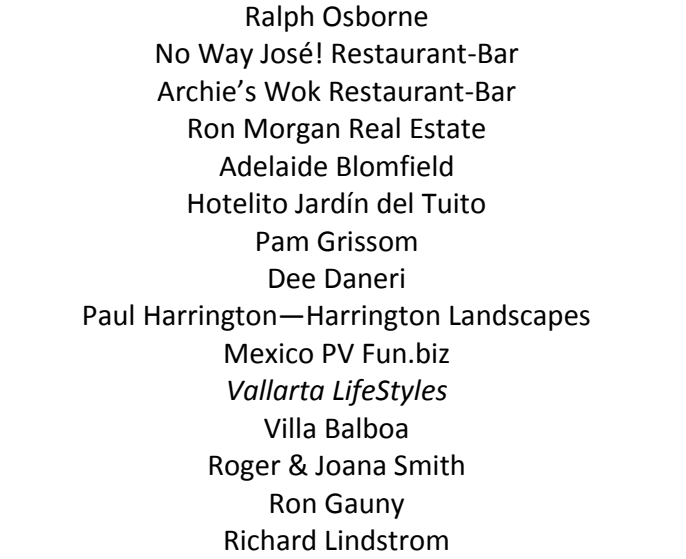 Ralph Osborne
No Way José! Restaurant-Bar
Archie’s Wok Restaurant-Bar
Ron Morgan Real Estate
Adelaide Blomfield
Hotelito Jardín del Tuito
Pam Grissom
Dee Daneri
Paul Harrington—Harrington Landscapes
Mexico PV Fun.biz
Vallarta LifeStyles
Villa Balboa
Roger & Joana Smith
Ron Gauny
Richard Lindstrom